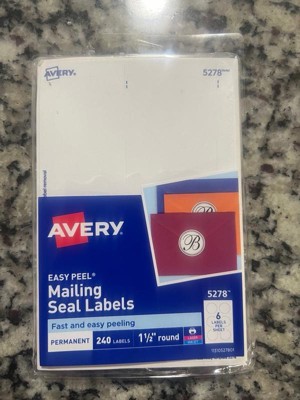 AVERY
5278
AVERY
EASY PEEL®
Mailing
Seal Labels
Fast and easy peeling
PERMANENT 240 LABELS 1½" round
B
B
5278
6
LABELS
PER
SHEET